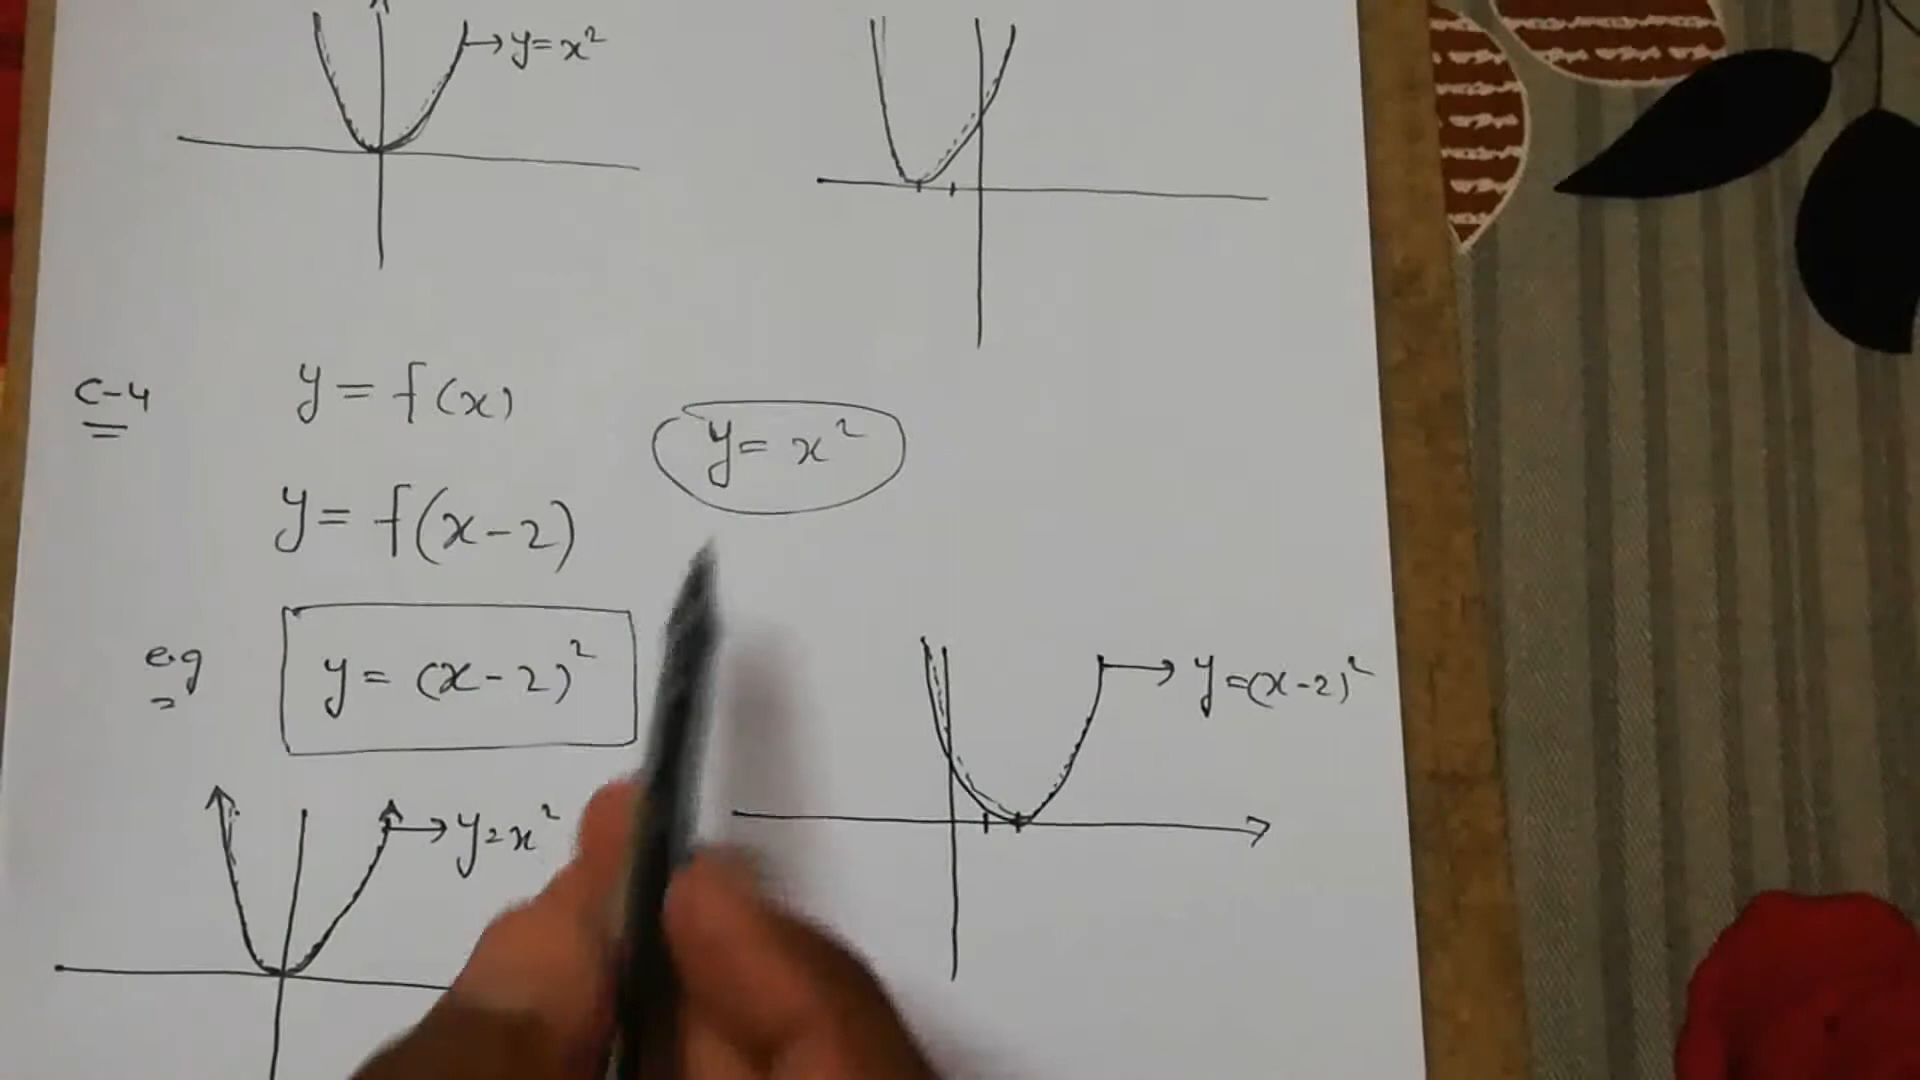 y=x²
C-4
y = f(x)
y= x²
y= f(x-2)
e.g
y= (x-2)²
y=(x-2)²
y=x²